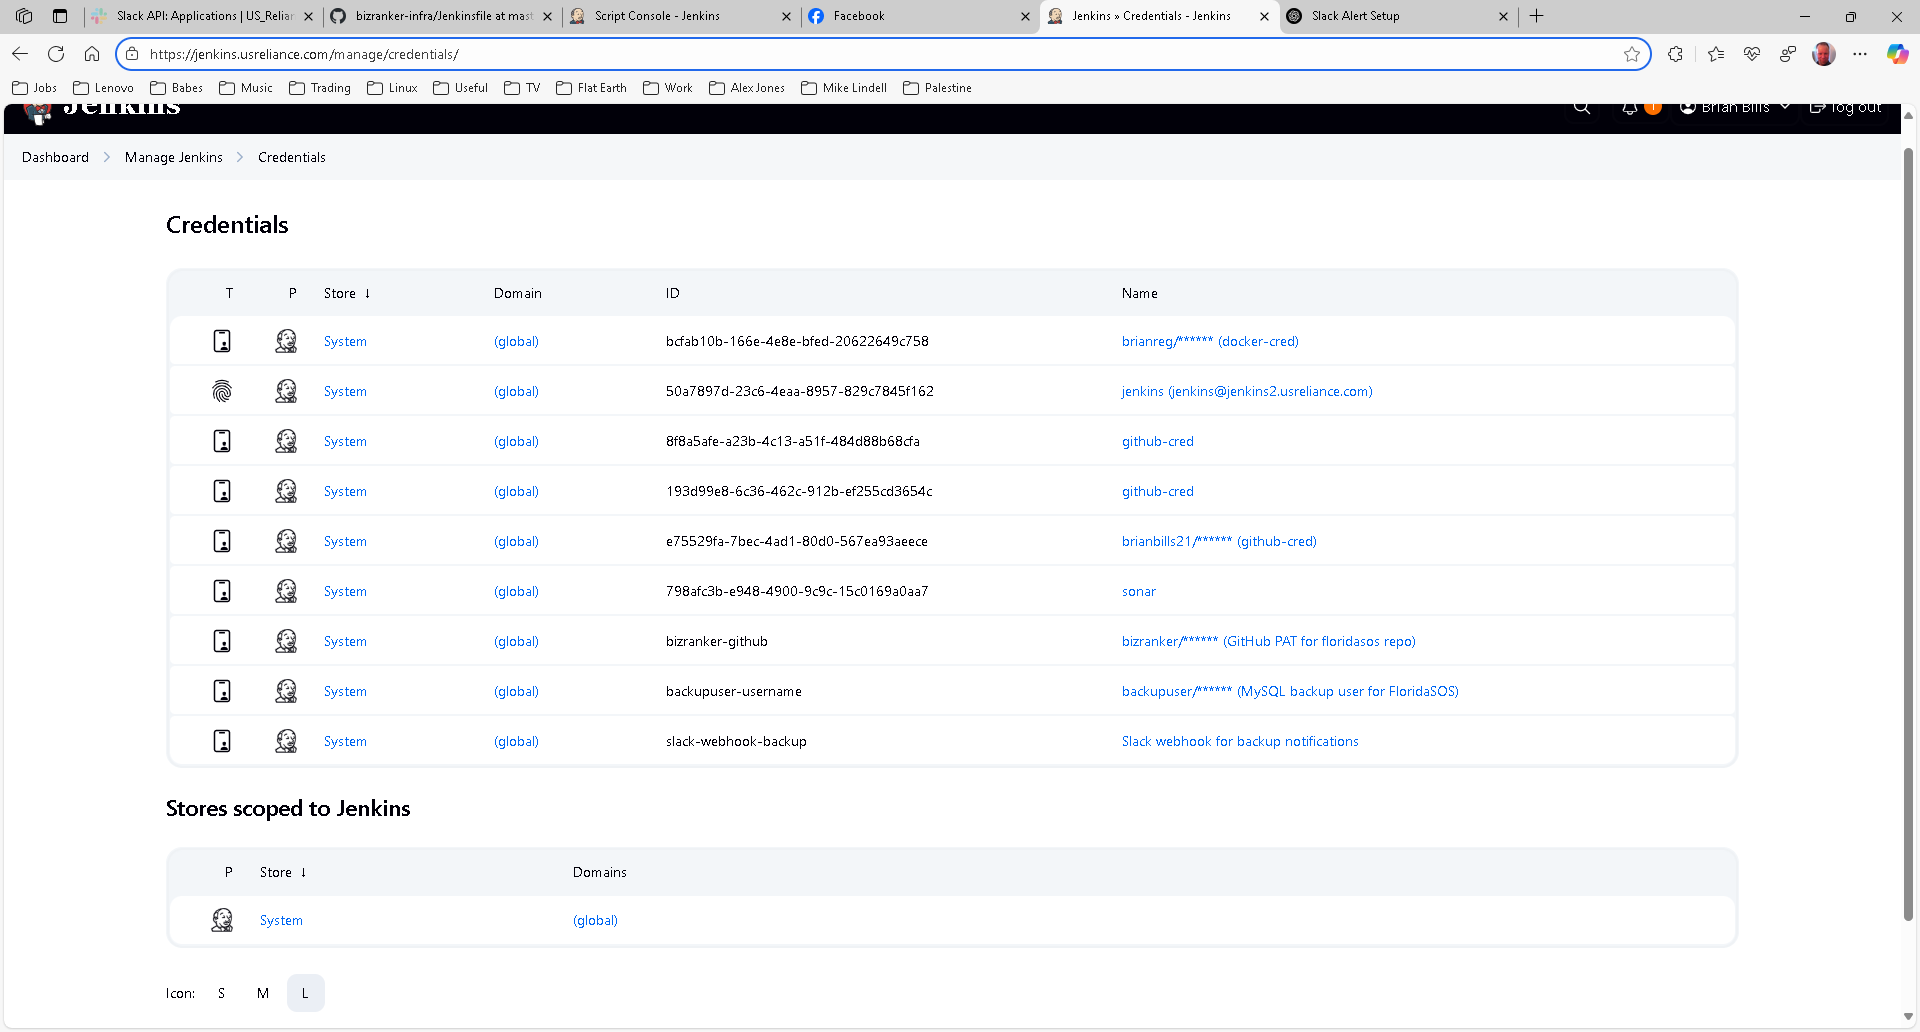 Slack API: Applications | US_Relian
bizranker-infra/Jenkinsfile at mast
Script Console - Jenkins
Facebook
Jenkins » Credentials - Jenkins
Slack Alert Setup
https://jenkins.usreliance.com/manage/credentials/
Jobs Lenovo Babes Music Trading Linux Useful TV Flat Earth Work Alex Jones Mike Lindell Palestine
Jenkins 1 Brian Bills log out
Dashboard Manage Jenkins Credentials
Credentials
T P Store ↓ Domain ID Name
System (global) bcfab10b-166e-4e8e-bfed-20622649c758 brianreg/****** (docker-cred)
System (global) 50a7897d-23c6-4eaa-8957-829c7845f162 jenkins (jenkins@jenkins2.usreliance.com)
System (global) 8f8a5afe-a23b-4c13-a51f-484d88b68cfa github-cred
System (global) 193d99e8-6c36-462c-912b-ef255cd3654c github-cred
System (global) e75529fa-7bec-4ad1-80d0-567ea93aeece brianbills21/****** (github-cred)
System (global) 798afc3b-e948-4900-9c9c-15c0169a0aa7 sonar
System (global) bizranker-github bizranker/****** (GitHub PAT for floridasos repo)
System (global) backupuser-username backupuser/****** (MySQL backup user for FloridaSOS)
System (global) slack-webhook-backup Slack webhook for backup notifications
Stores scoped to Jenkins
P Store ↓ Domains
System (global)
Icon: S M L